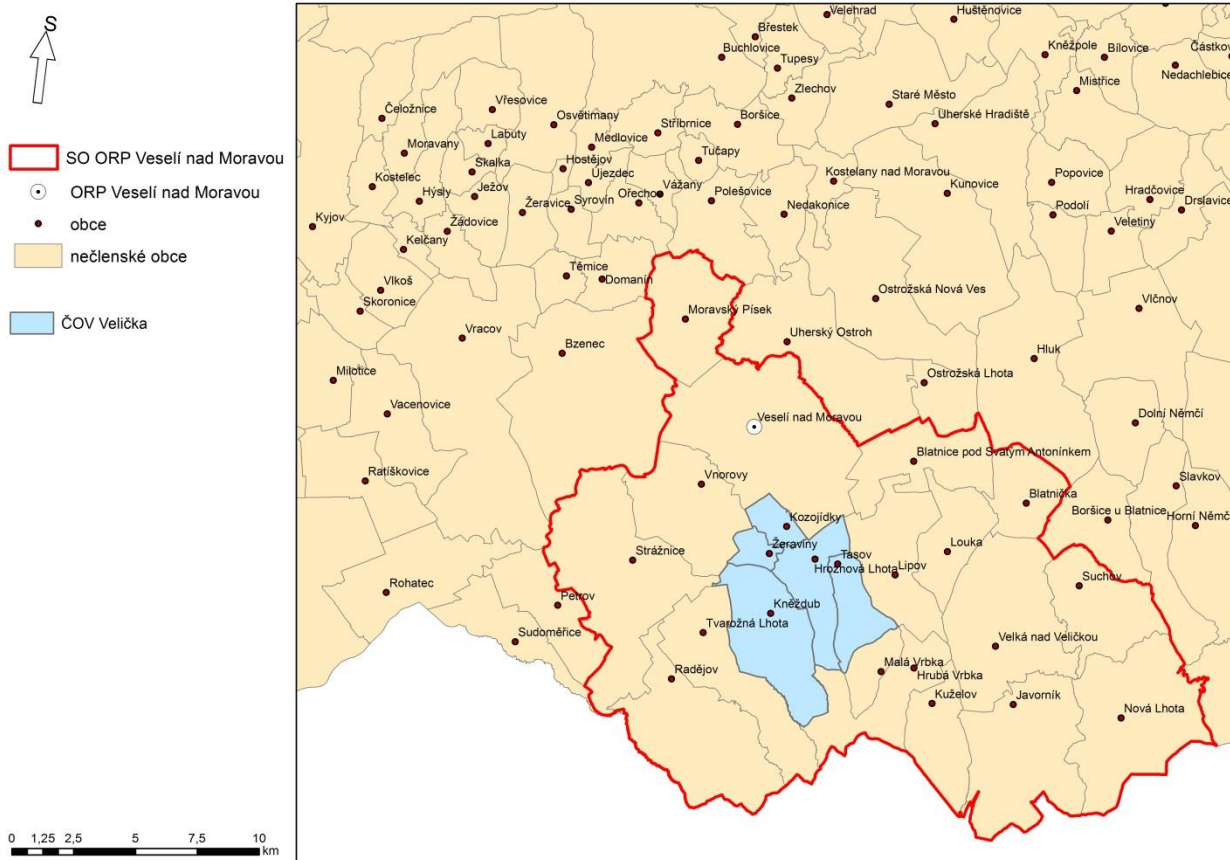 S
SO ORP Veselí nad Moravou
ORP Veselí nad Moravou
obce
nečlenské obce
ČOV Velička
0 1,25 2,5 5 7,5 10
km
Velehrad
Huštěnovice
Břestek
Buchlovice
Tupesy
Kněžpole
Bílovice
Částkov
Nedachlebice
Mistřice
Zlechov
Staré Město
Uherské Hradiště
Čeložnice
Vřesovice
Osvětimany
Stříbrnice
Boršice
Moravany
Labuty
Medlovice
Skalka
Hostějov
Tučapy
Kostelec
Újezdec
Hýsly
Ježov
Ořechov
Vážany
Polešovice
Kostelany nad Moravou
Kunovice
Popovice
Hradčovice
Drslavice
Žeravice
Syrovín
Nedakonice
Podolí
Veletiny
Kyjov
Žádovice
Kelčany
Těmice
Domanín
Vlkoš
Skoronice
Ostrožská Nová Ves
Vlčnov
Moravský Písek
Vracov
Bzenec
Uherský Ostroh
Hluk
Milotice
Ostrožská Lhota
Vacenovice
Veselí nad Moravou
Dolní Němčí
Blatnice pod Svatým Antonínkem
Ratíškovice
Vnorovy
Slavkov
Blatnička
Boršice u Blatnice
Horní Němčí
Kozojídky
Strážnice
Žeraviny
Hroznová Lhota
Tasov
Louka
Lipov
Suchov
Rohatec
Petrov
Kněždub
Sudoměřice
Tvarožná Lhota
Velká nad Veličkou
Radějov
Malá Vrbka
Hrubá Vrbka
Kuželov
Javorník
Nová Lhota